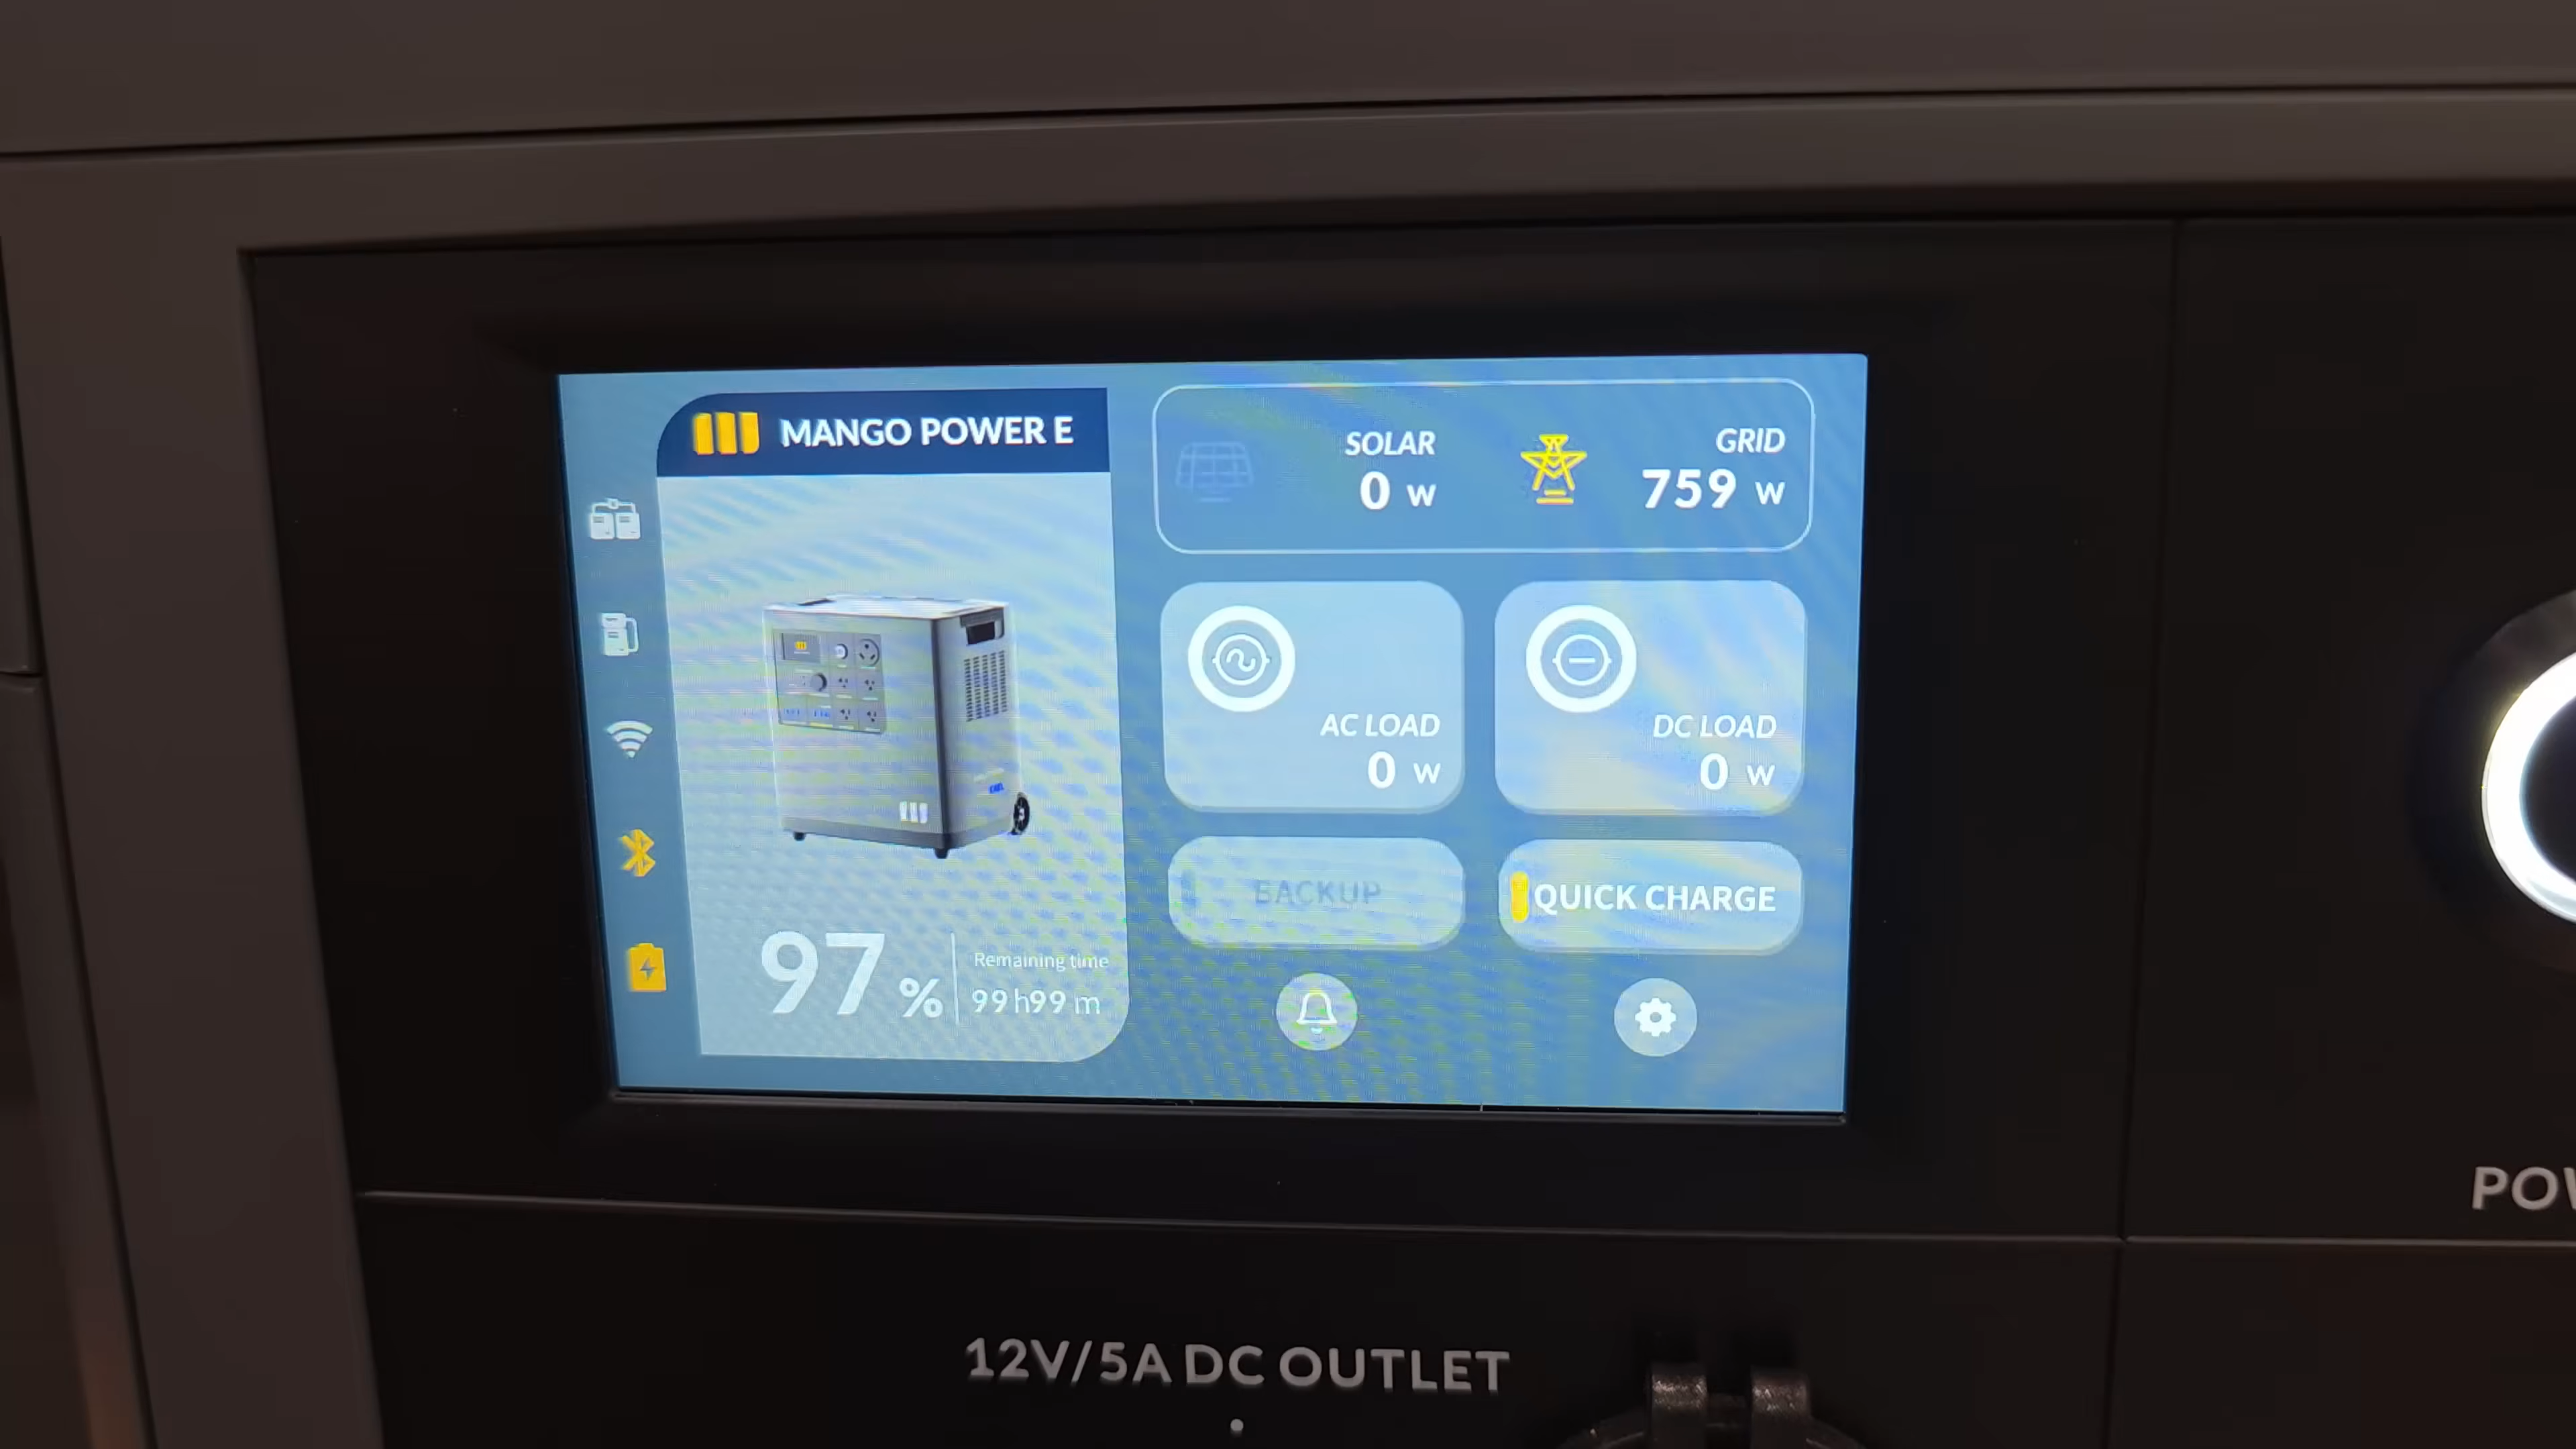 MANGO POWER E
SOLAR
0 W
GRID
759 W
AC LOAD
0 W
DC LOAD
0 W
BACKUP
QUICK CHARGE
97 %
Remaining time
99 h 99 m
POW
12V/5A DC OUTLET